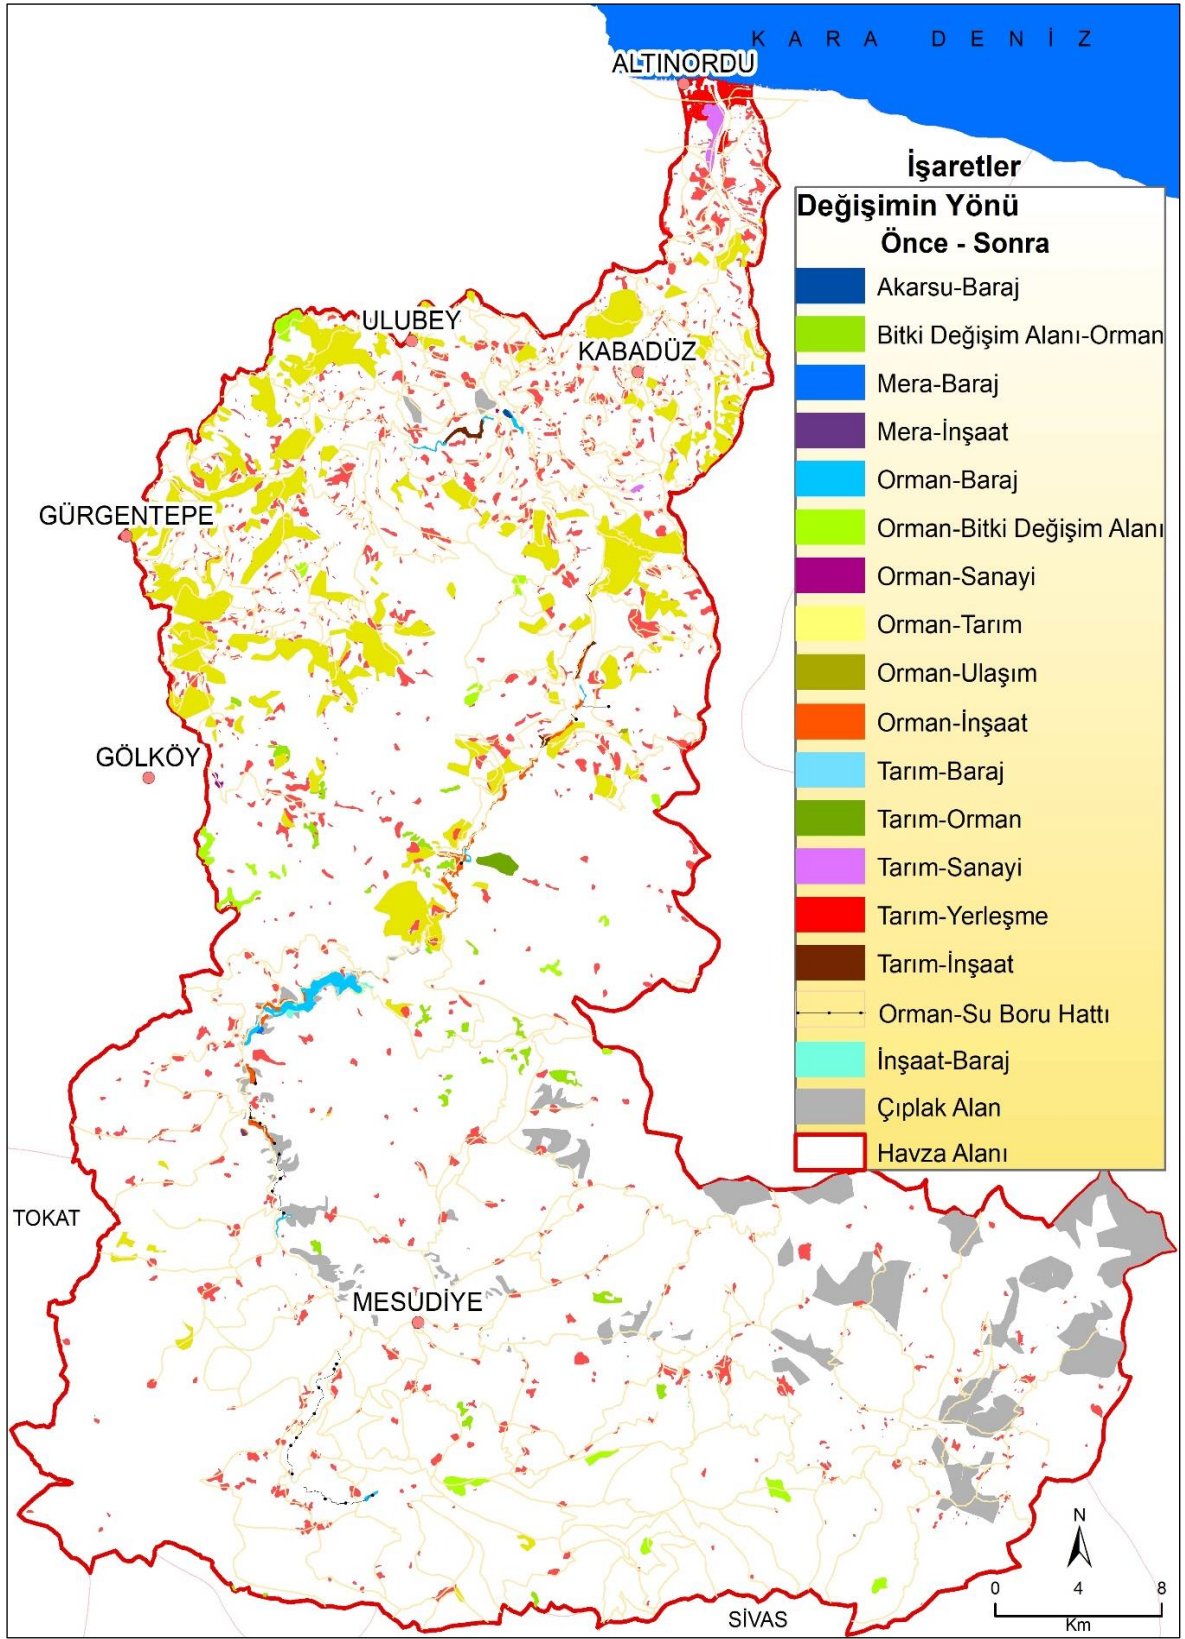 KARA DENİZ
ALTINORDU
İşaretler
Değişimin Yönü
Önce - Sonra
Akarsu-Baraj
ULUBEY
Bitki Değişim Alanı-Orman
KABADÜZ
Mera-Baraj
Mera-İnşaat
Orman-Baraj
GÜRGENTEPE
Orman-Bitki Değişim Alanı
Orman-Sanayi
Orman-Tarım
Orman-Ulaşım
Orman-İnşaat
GÖLKÖY
Tarım-Baraj
Tarım-Orman
Tarım-Sanayi
Tarım-Yerleşme
Tarım-İnşaat
Orman-Su Boru Hattı
İnşaat-Baraj
Çıplak Alan
Havza Alanı
TOKAT
MESUDİYE
N
0 4 8
Km
SİVAS